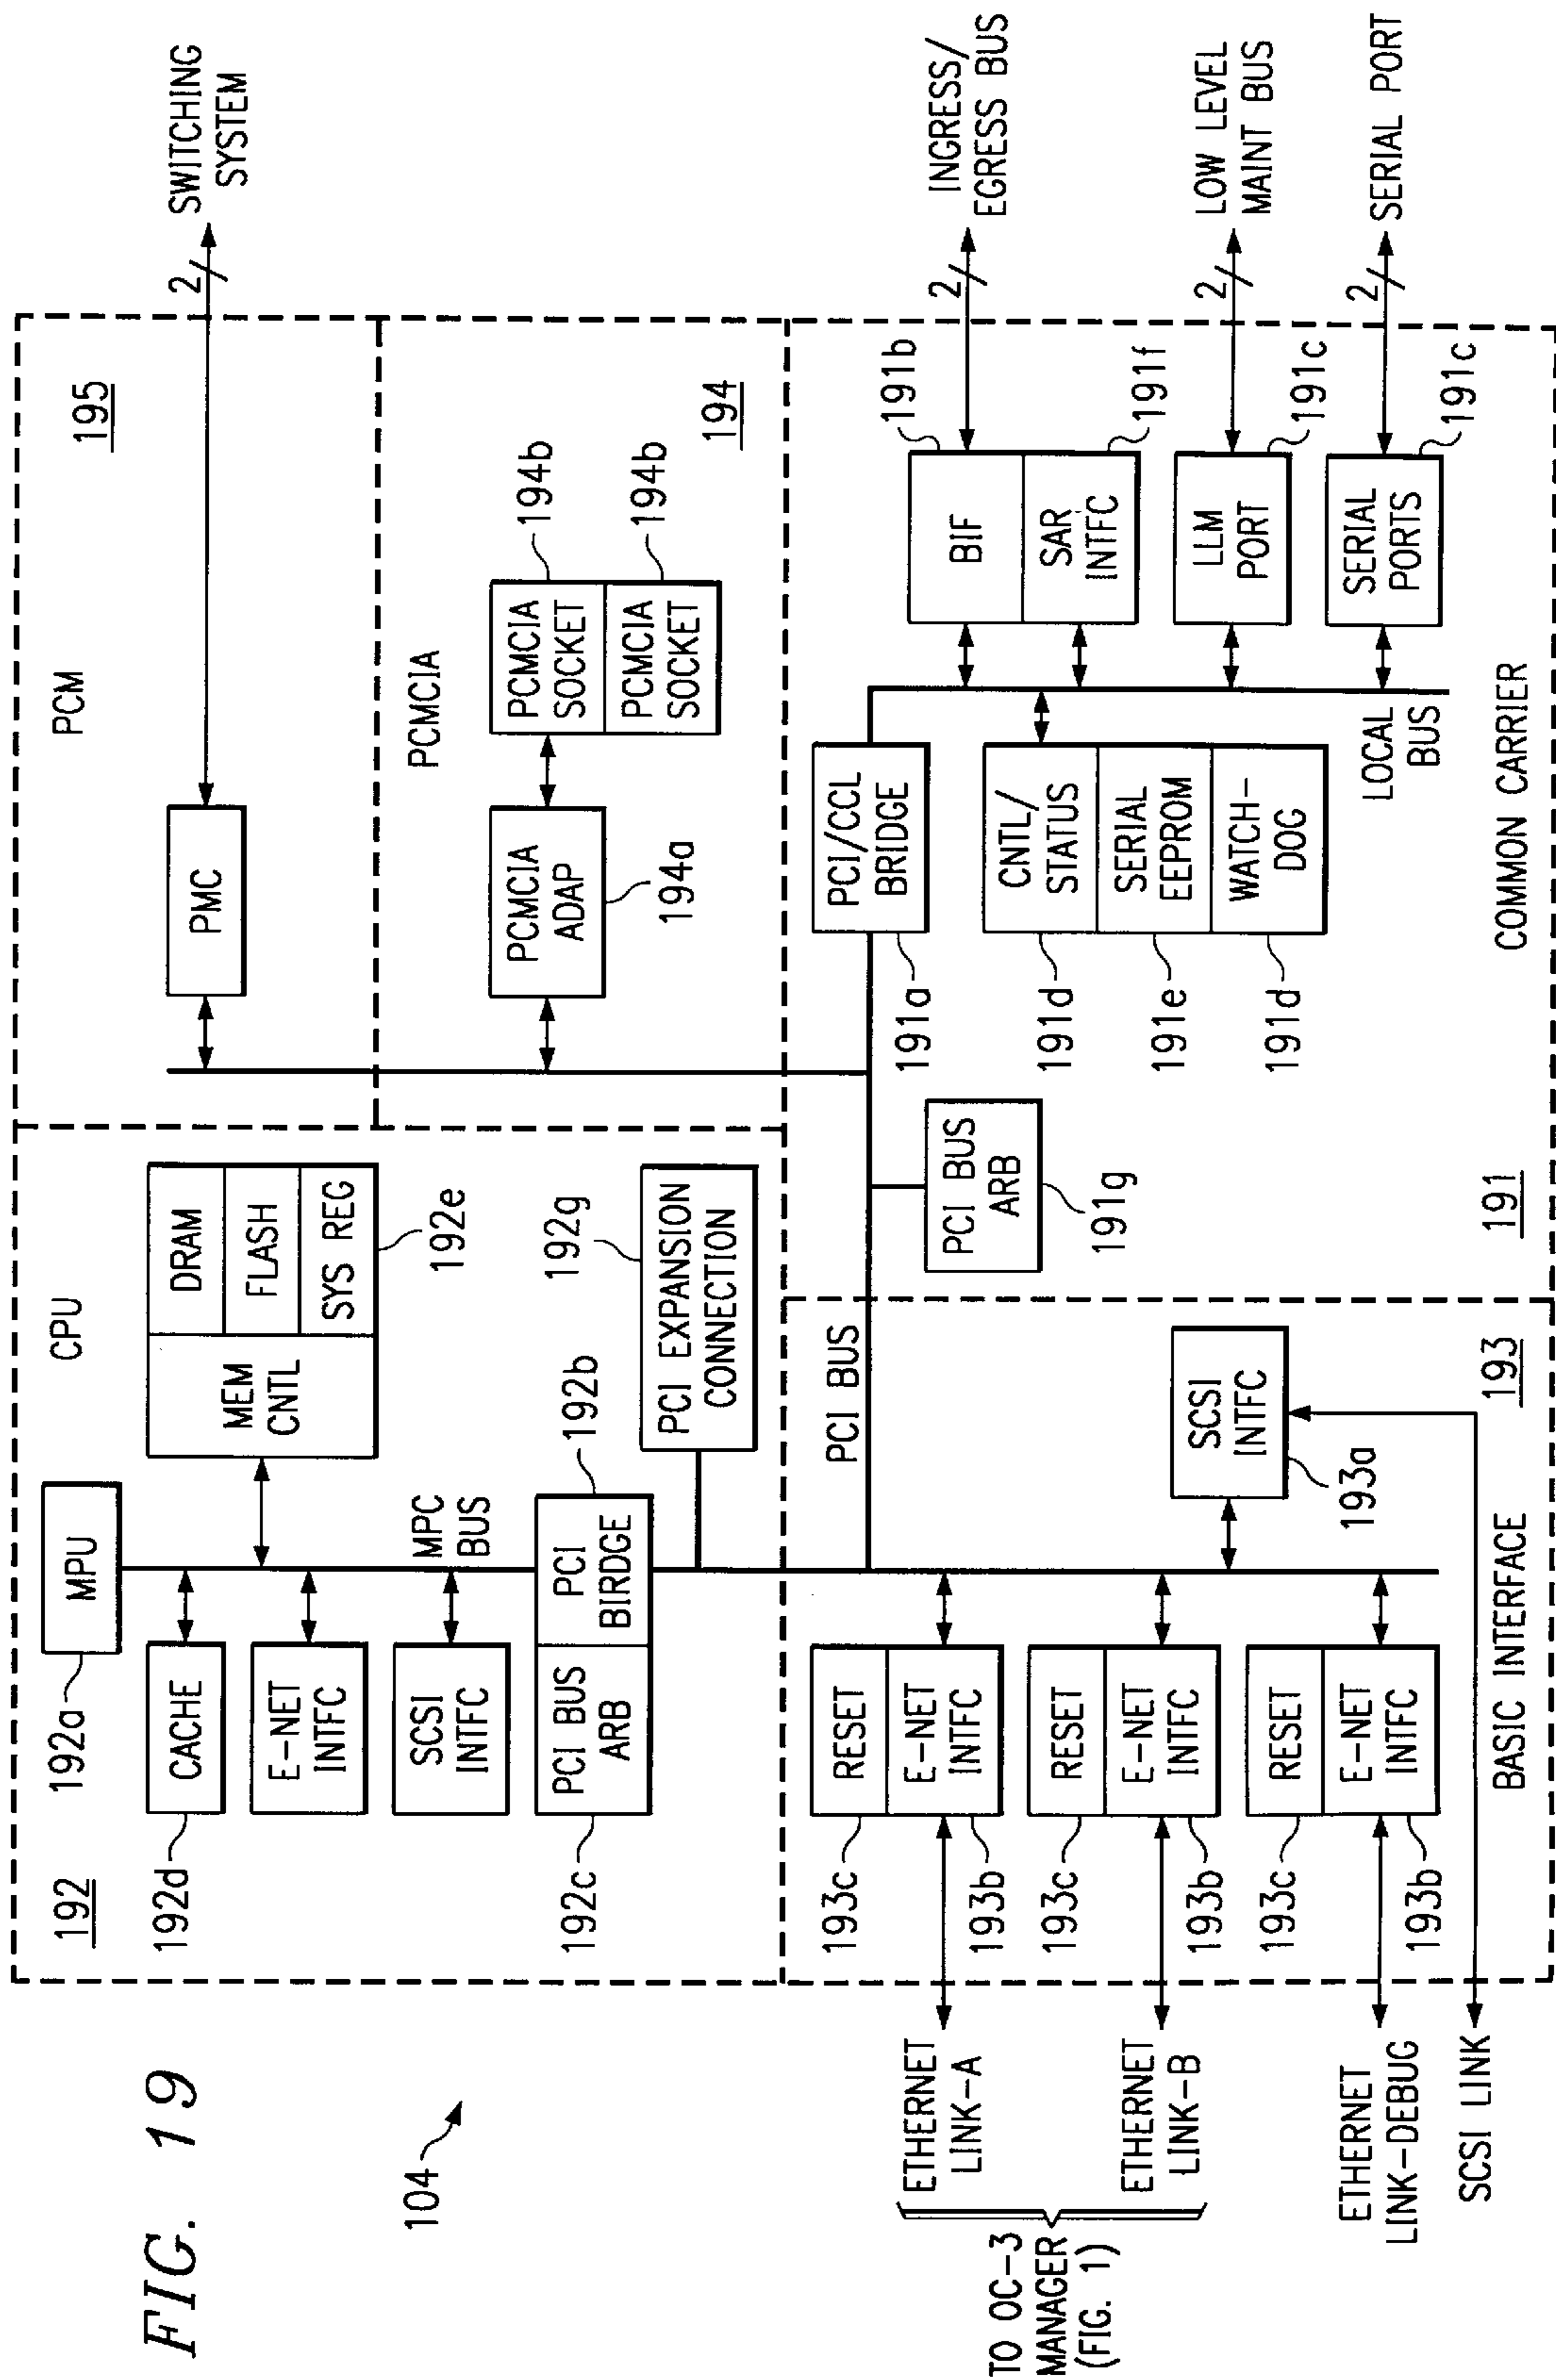 FIG. 19
104
192
CPU
MPU
192a
CACHE
192d
E-NET
INTFC
SCSI
INTFC
MEM
CNTL
DRAM
FLASH
SYS REG
192e
MPC
BUS
PCI BUS
ARB
192c
PCI
BIRDGE
192b
PCI EXPANSION
CONNECTION
192g
PCM
195
PMC
2
SWITCHING
SYSTEM
PCMCIA
194
PCMCIA
ADAP
194a
PCMCIA
SOCKET
194b
PCMCIA
SOCKET
194b
TO OC-3
MANAGER
(FIG. 1)
ETHERNET
LINK-A
ETHERNET
LINK-B
ETHERNET
LINK-DEBUG
SCSI LINK
RESET
193c
E-NET
INTFC
193b
RESET
193c
E-NET
INTFC
193b
RESET
193c
E-NET
INTFC
193b
PCI BUS
SCSI
INTFC
193a
193
BASIC INTERFACE
PCI BUS
ARB
191g
191
PCI/CCL
BRIDGE
191a
CNTL/
STATUS
191d
SERIAL
EEPROM
191e
WATCH-
DOG
191d
LOCAL
BUS
COMMON CARRIER
BIF
191b
SAR
INTFC
191f
LLM
PORT
191c
SERIAL
PORTS
191c
2
INGRESS/
EGRESS BUS
2
LOW LEVEL
MAINT BUS
2
SERIAL PORT